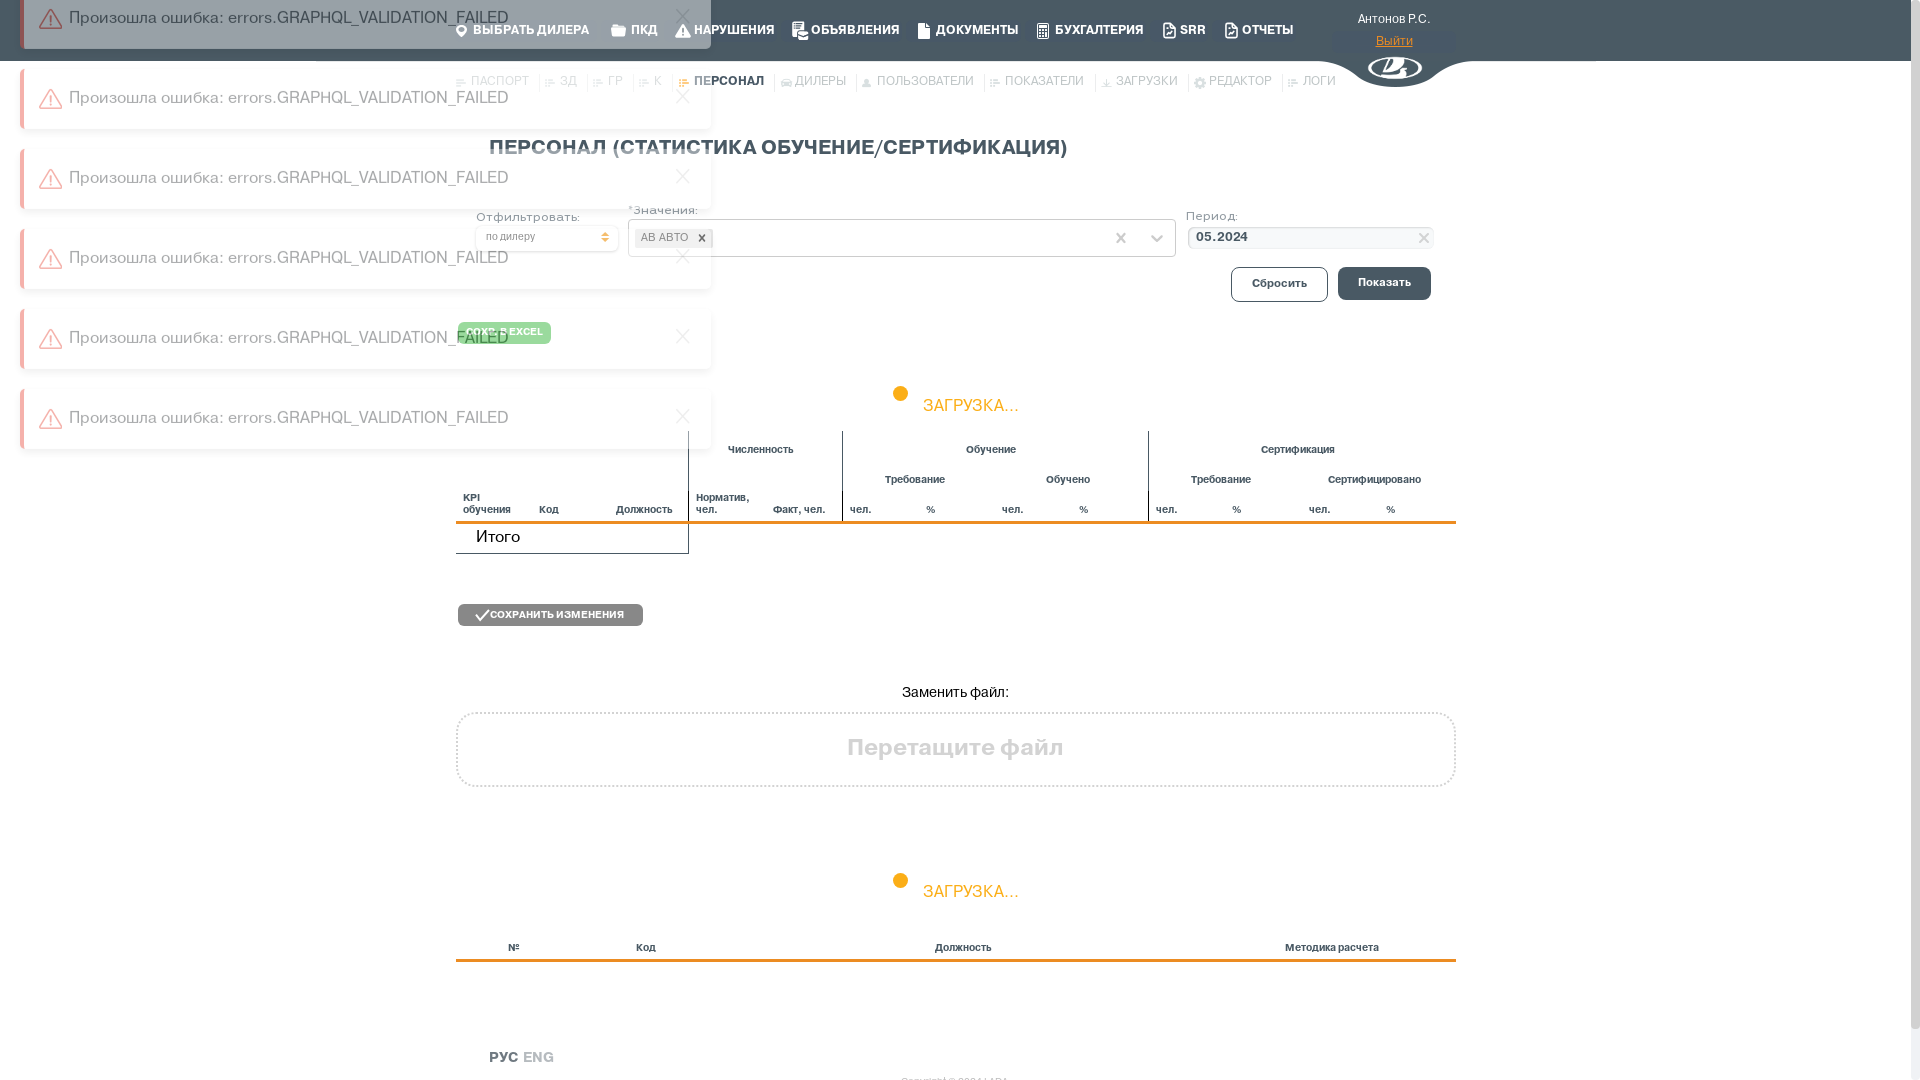 Произошла ошибка: errors.GRAPHQL_VALIDATION_FAILED
ВЫБРАТЬ ДИЛЕРА ПКД НАРУШЕНИЯ ОБЪЯВЛЕНИЯ ДОКУМЕНТЫ БУХГАЛТЕРИЯ SRR ОТЧЕТЫ
Антонов Р.С.
Выйти
ПАСПОРТ ЗД ГР К ПЕРСОНАЛ ДИЛЕРЫ ПОЛЬЗОВАТЕЛИ ПОКАЗАТЕЛИ ЗАГРУЗКИ РЕДАКТОР ЛОГИ
Произошла ошибка: errors.GRAPHQL_VALIDATION_FAILED
ПЕРСОНАЛ (СТАТИСТИКА ОБУЧЕНИЕ/СЕРТИФИКАЦИЯ)
Произошла ошибка: errors.GRAPHQL_VALIDATION_FAILED
Отфильтровать: *Значения: Период:
по дилеру АВ АВТО 05.2024
Произошла ошибка: errors.GRAPHQL_VALIDATION_FAILED
Сбросить Показать
СОХР. В EXCEL
Произошла ошибка: errors.GRAPHQL_VALIDATION_FAILED
ЗАГРУЗКА...
Произошла ошибка: errors.GRAPHQL_VALIDATION_FAILED
Численность Обучение Сертификация
Требование Обучено Требование Сертифицировано
KPI обучения Код Должность Норматив, чел. Факт, чел. чел. % чел. % чел. % чел. %
Итого
СОХРАНИТЬ ИЗМЕНЕНИЯ
Заменить файл:
Перетащите файл
ЗАГРУЗКА...
№ Код Должность Методика расчета
РУС ENG